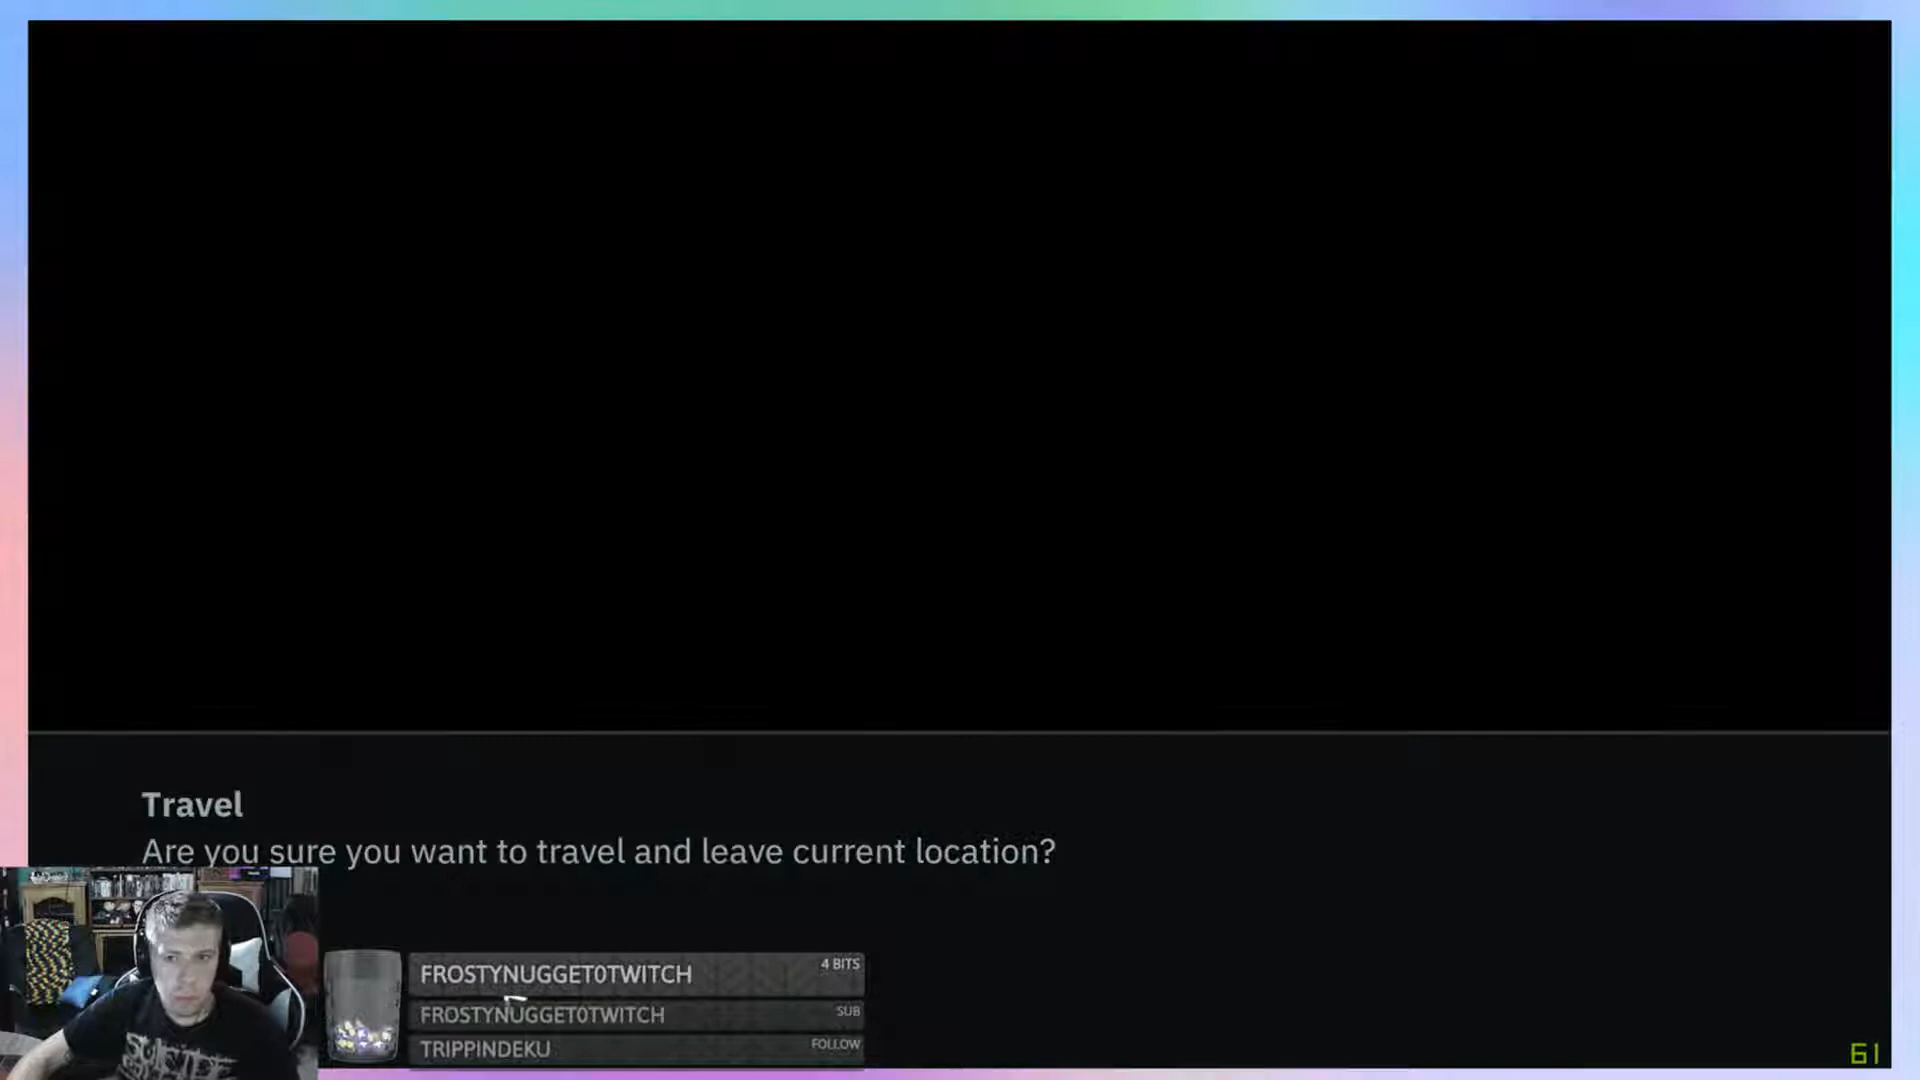 Travel
Are you sure you want to travel and leave current location?
FROSTYNUGGET0TWITCH
4 BITS
FROSTYNUGGET0TWITCH
SUB
TRIPPINDEKU
FOLLOW
61